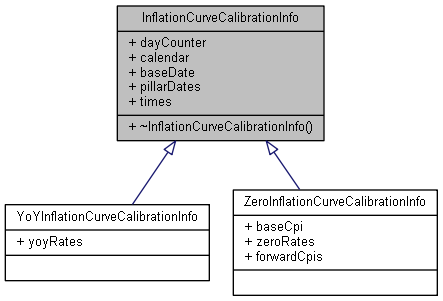 InflationCurveCalibrationInfo
+ dayCounter
+ calendar
+ baseDate
+ pillarDates
+ times
+ ~InflationCurveCalibrationInfo()
YoYInflationCurveCalibrationInfo
+ yoyRates
ZeroInflationCurveCalibrationInfo
+ baseCpi
+ zeroRates
+ forwardCpis